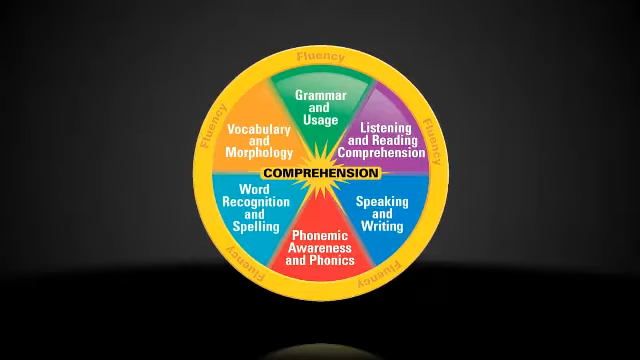 Fluency
Grammar
and
Usage
Fluency
Vocabulary
and
Morphology
Listening
and Reading
Comprehension
Fluency
COMPREHENSION
Word
Recognition
and
Spelling
Speaking
and
Writing
Phonemic
Awareness
and Phonics
Fluency
Fluency